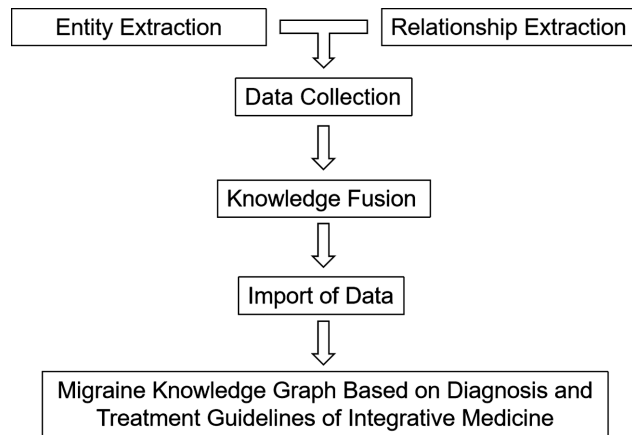 Entity Extraction
Relationship Extraction
Data Collection
Knowledge Fusion
Import of Data
Migraine Knowledge Graph Based on Diagnosis and
Treatment Guidelines of Integrative Medicine